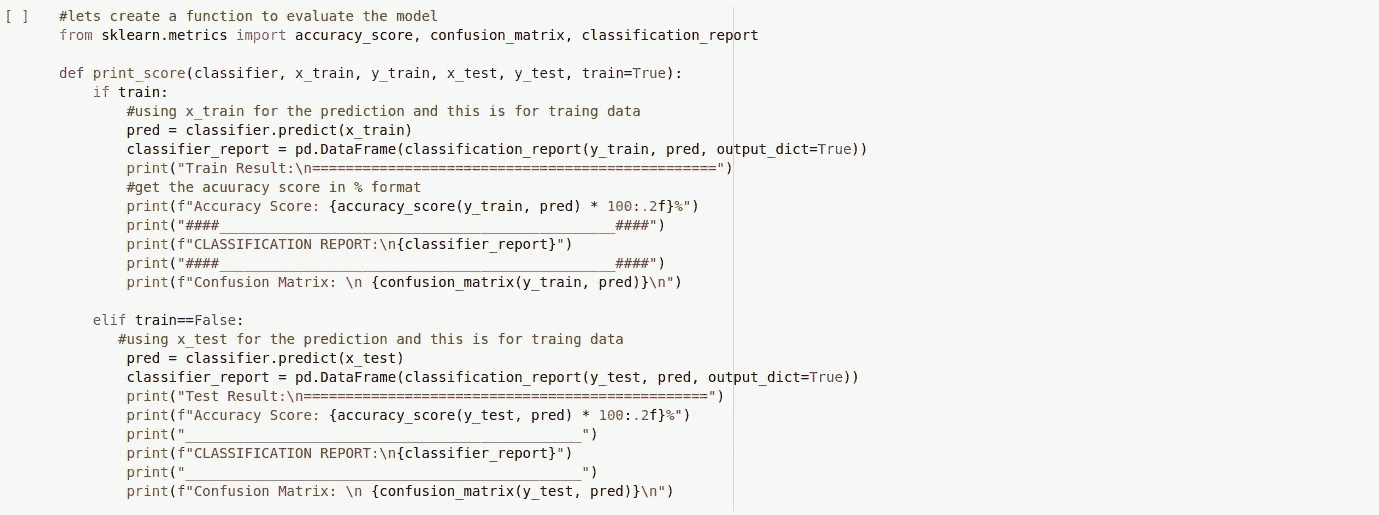 [ ] #lets create a function to evaluate the model
from sklearn.metrics import accuracy_score, confusion_matrix, classification_report
def print_score(classifier, x_train, y_train, x_test, y_test, train=True):
if train:
#using x_train for the prediction and this is for traing data
pred = classifier.predict(x_train)
classifier_report = pd.DataFrame(classification_report(y_train, pred, output_dict=True))
print("Train Result:\n================================================")
#get the acuuracy score in % format
print(f"Accuracy Score: {accuracy_score(y_train, pred) * 100:.2f}%")
print("####_______________________________________________####")
print(f"CLASSIFICATION REPORT:\n{classifier_report}")
print("####_______________________________________________####")
print(f"Confusion Matrix: \n {confusion_matrix(y_train, pred)}\n")
elif train==False:
#using x_test for the prediction and this is for traing data
pred = classifier.predict(x_test)
classifier_report = pd.DataFrame(classification_report(y_test, pred, output_dict=True))
print("Test Result:\n================================================")
print(f"Accuracy Score: {accuracy_score(y_test, pred) * 100:.2f}%")
print("_______________________________________________")
print(f"CLASSIFICATION REPORT:\n{classifier_report}")
print("_______________________________________________")
print(f"Confusion Matrix: \n {confusion_matrix(y_test, pred)}\n")